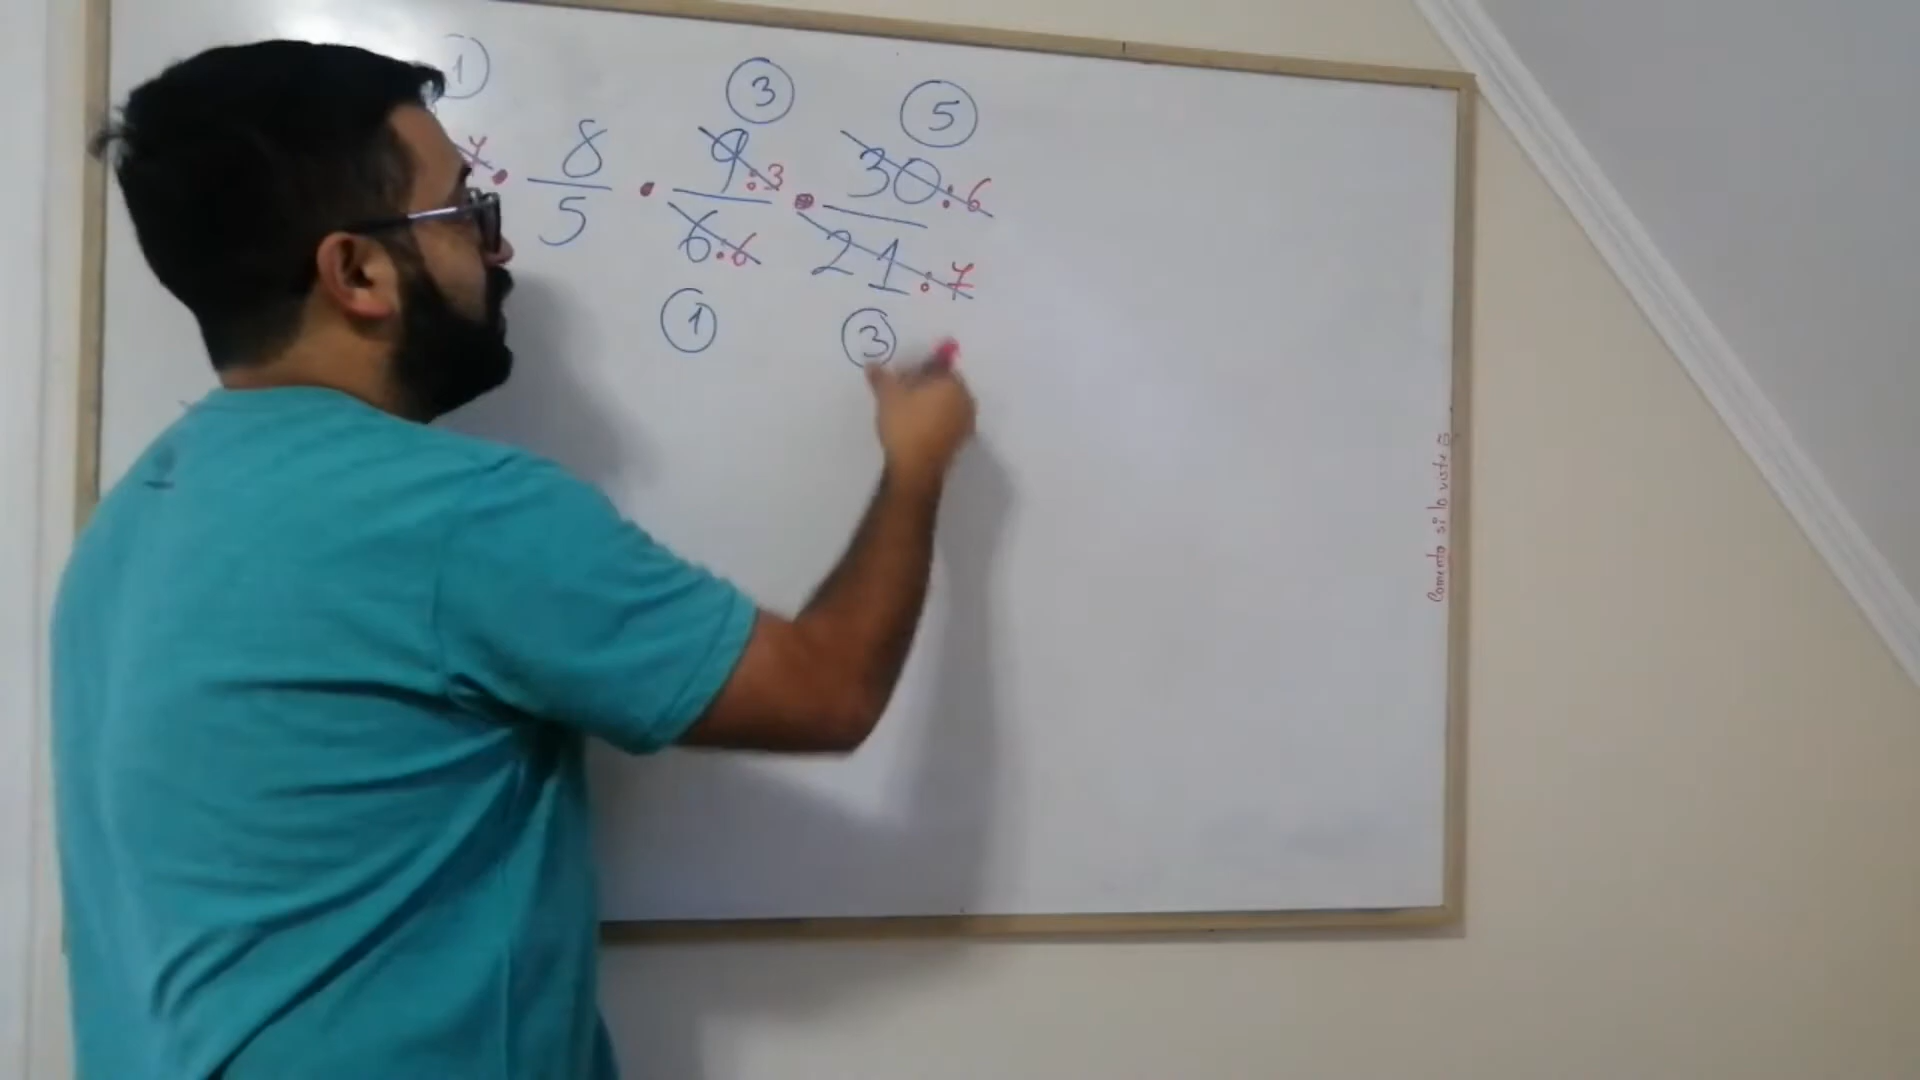 1 3 5
7 · 8/5 · 9:3/6:6 · 30:6/21:7
1 3
Comenta si lo viste